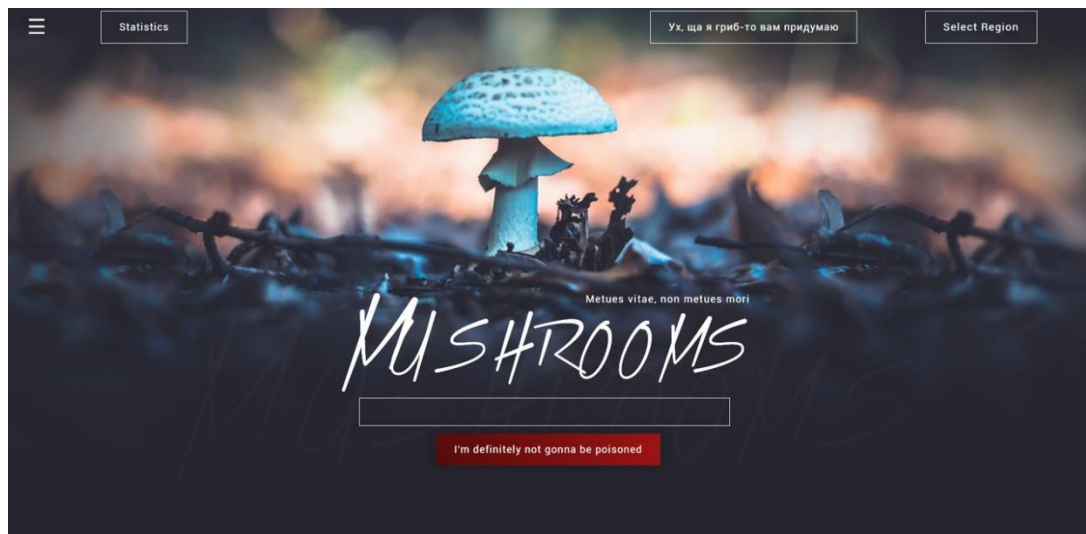 Statistics
Ух, ща я гриб-то вам придумаю
Select Region
Metues vitae, non metues mori
MUSHROOMS
MUSHROOMS
I'm definitely not gonna be poisoned